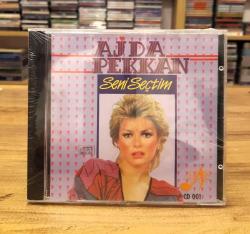 AJDA
PEKKAN
Seni Seçtim
CD 001